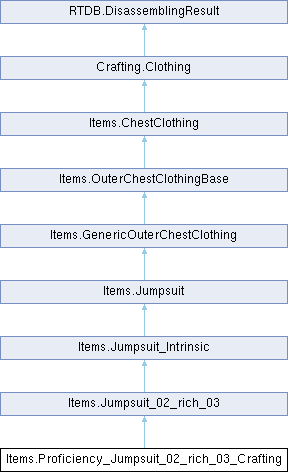 RTDB.DisassemblingResult
Crafting.Clothing
Items.ChestClothing
Items.OuterChestClothingBase
Items.GenericOuterChestClothing
Items.Jumpsuit
Items.Jumpsuit_Intrinsic
Items.Jumpsuit_02_rich_03
Items.Proficiency_Jumpsuit_02_rich_03_Crafting